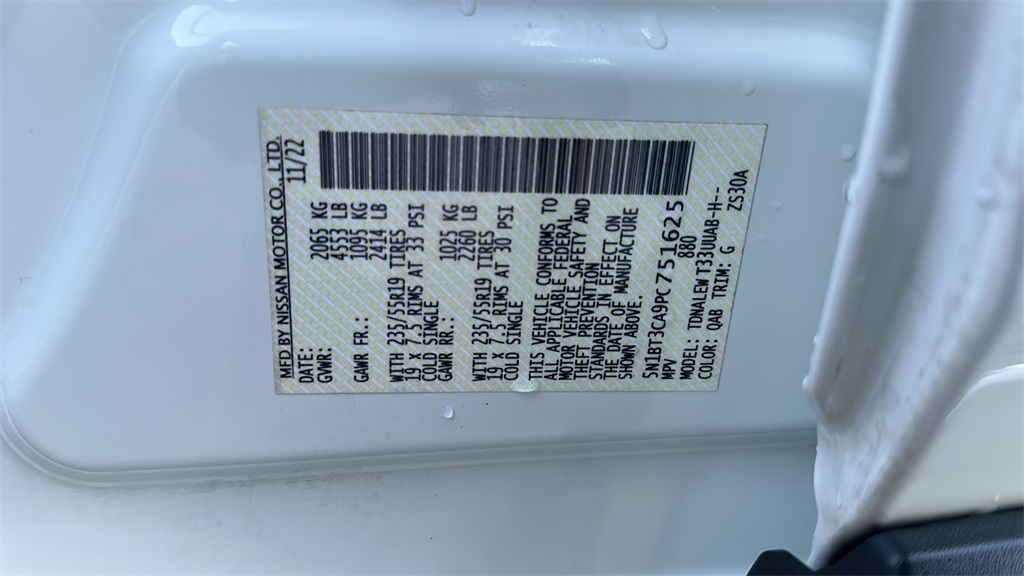 MFD BY NISSAN MOTOR CO., LTD.
DATE: 11/22
GVWR: 2065 KG
4553 LB
GAWR FR.: 1095 KG
2414 LB
WITH 235/55R19 TIRES
19 X 7.5 RIMS AT 33 PSI
COLD SINGLE
GAWR RR.: 1025 KG
2260 LB
WITH 235/55R19 TIRES
19 X 7.5 RIMS AT 30 PSI
COLD SINGLE
THIS VEHICLE CONFORMS TO
ALL APPLICABLE FEDERAL
MOTOR VEHICLE SAFETY AND
THEFT PREVENTION
STANDARDS IN EFFECT ON
THE DATE OF MANUFACTURE
SHOWN ABOVE.
5N1BT3CA9PC751625
MPV 880
MODEL: TDNALEW T33UUAB-H--
COLOR: QAB TRIM: G ZS30A